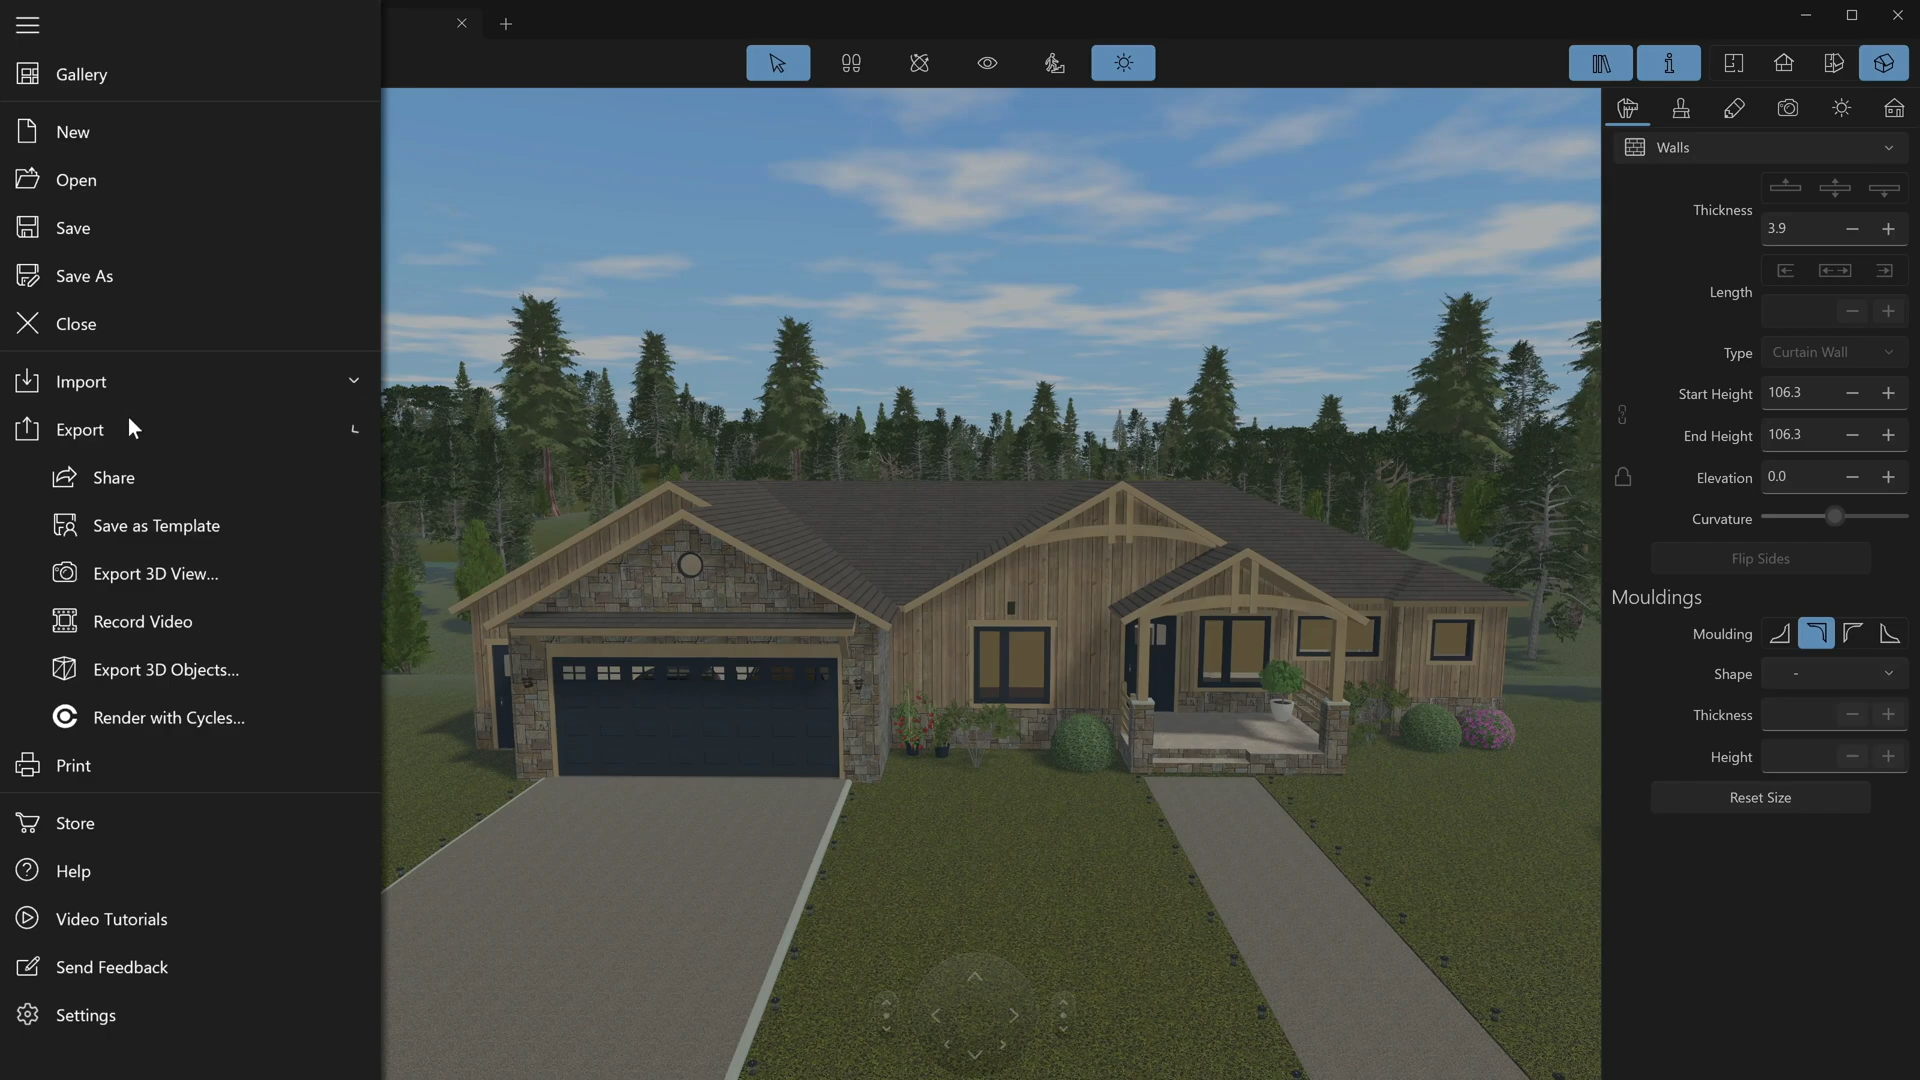 Gallery
New
Open
Save
Save As
Close
Import
Export
Share
Save as Template
Export 3D View...
Record Video
Export 3D Objects...
Render with Cycles...
Print
Store
Help
Video Tutorials
Send Feedback
Settings
Walls
Thickness
3.9
Length
Type
Curtain Wall
Start Height
106.3
End Height
106.3
Elevation
0.0
Curvature
Flip Sides
Mouldings
Moulding
Shape
-
Thickness
Height
Reset Size